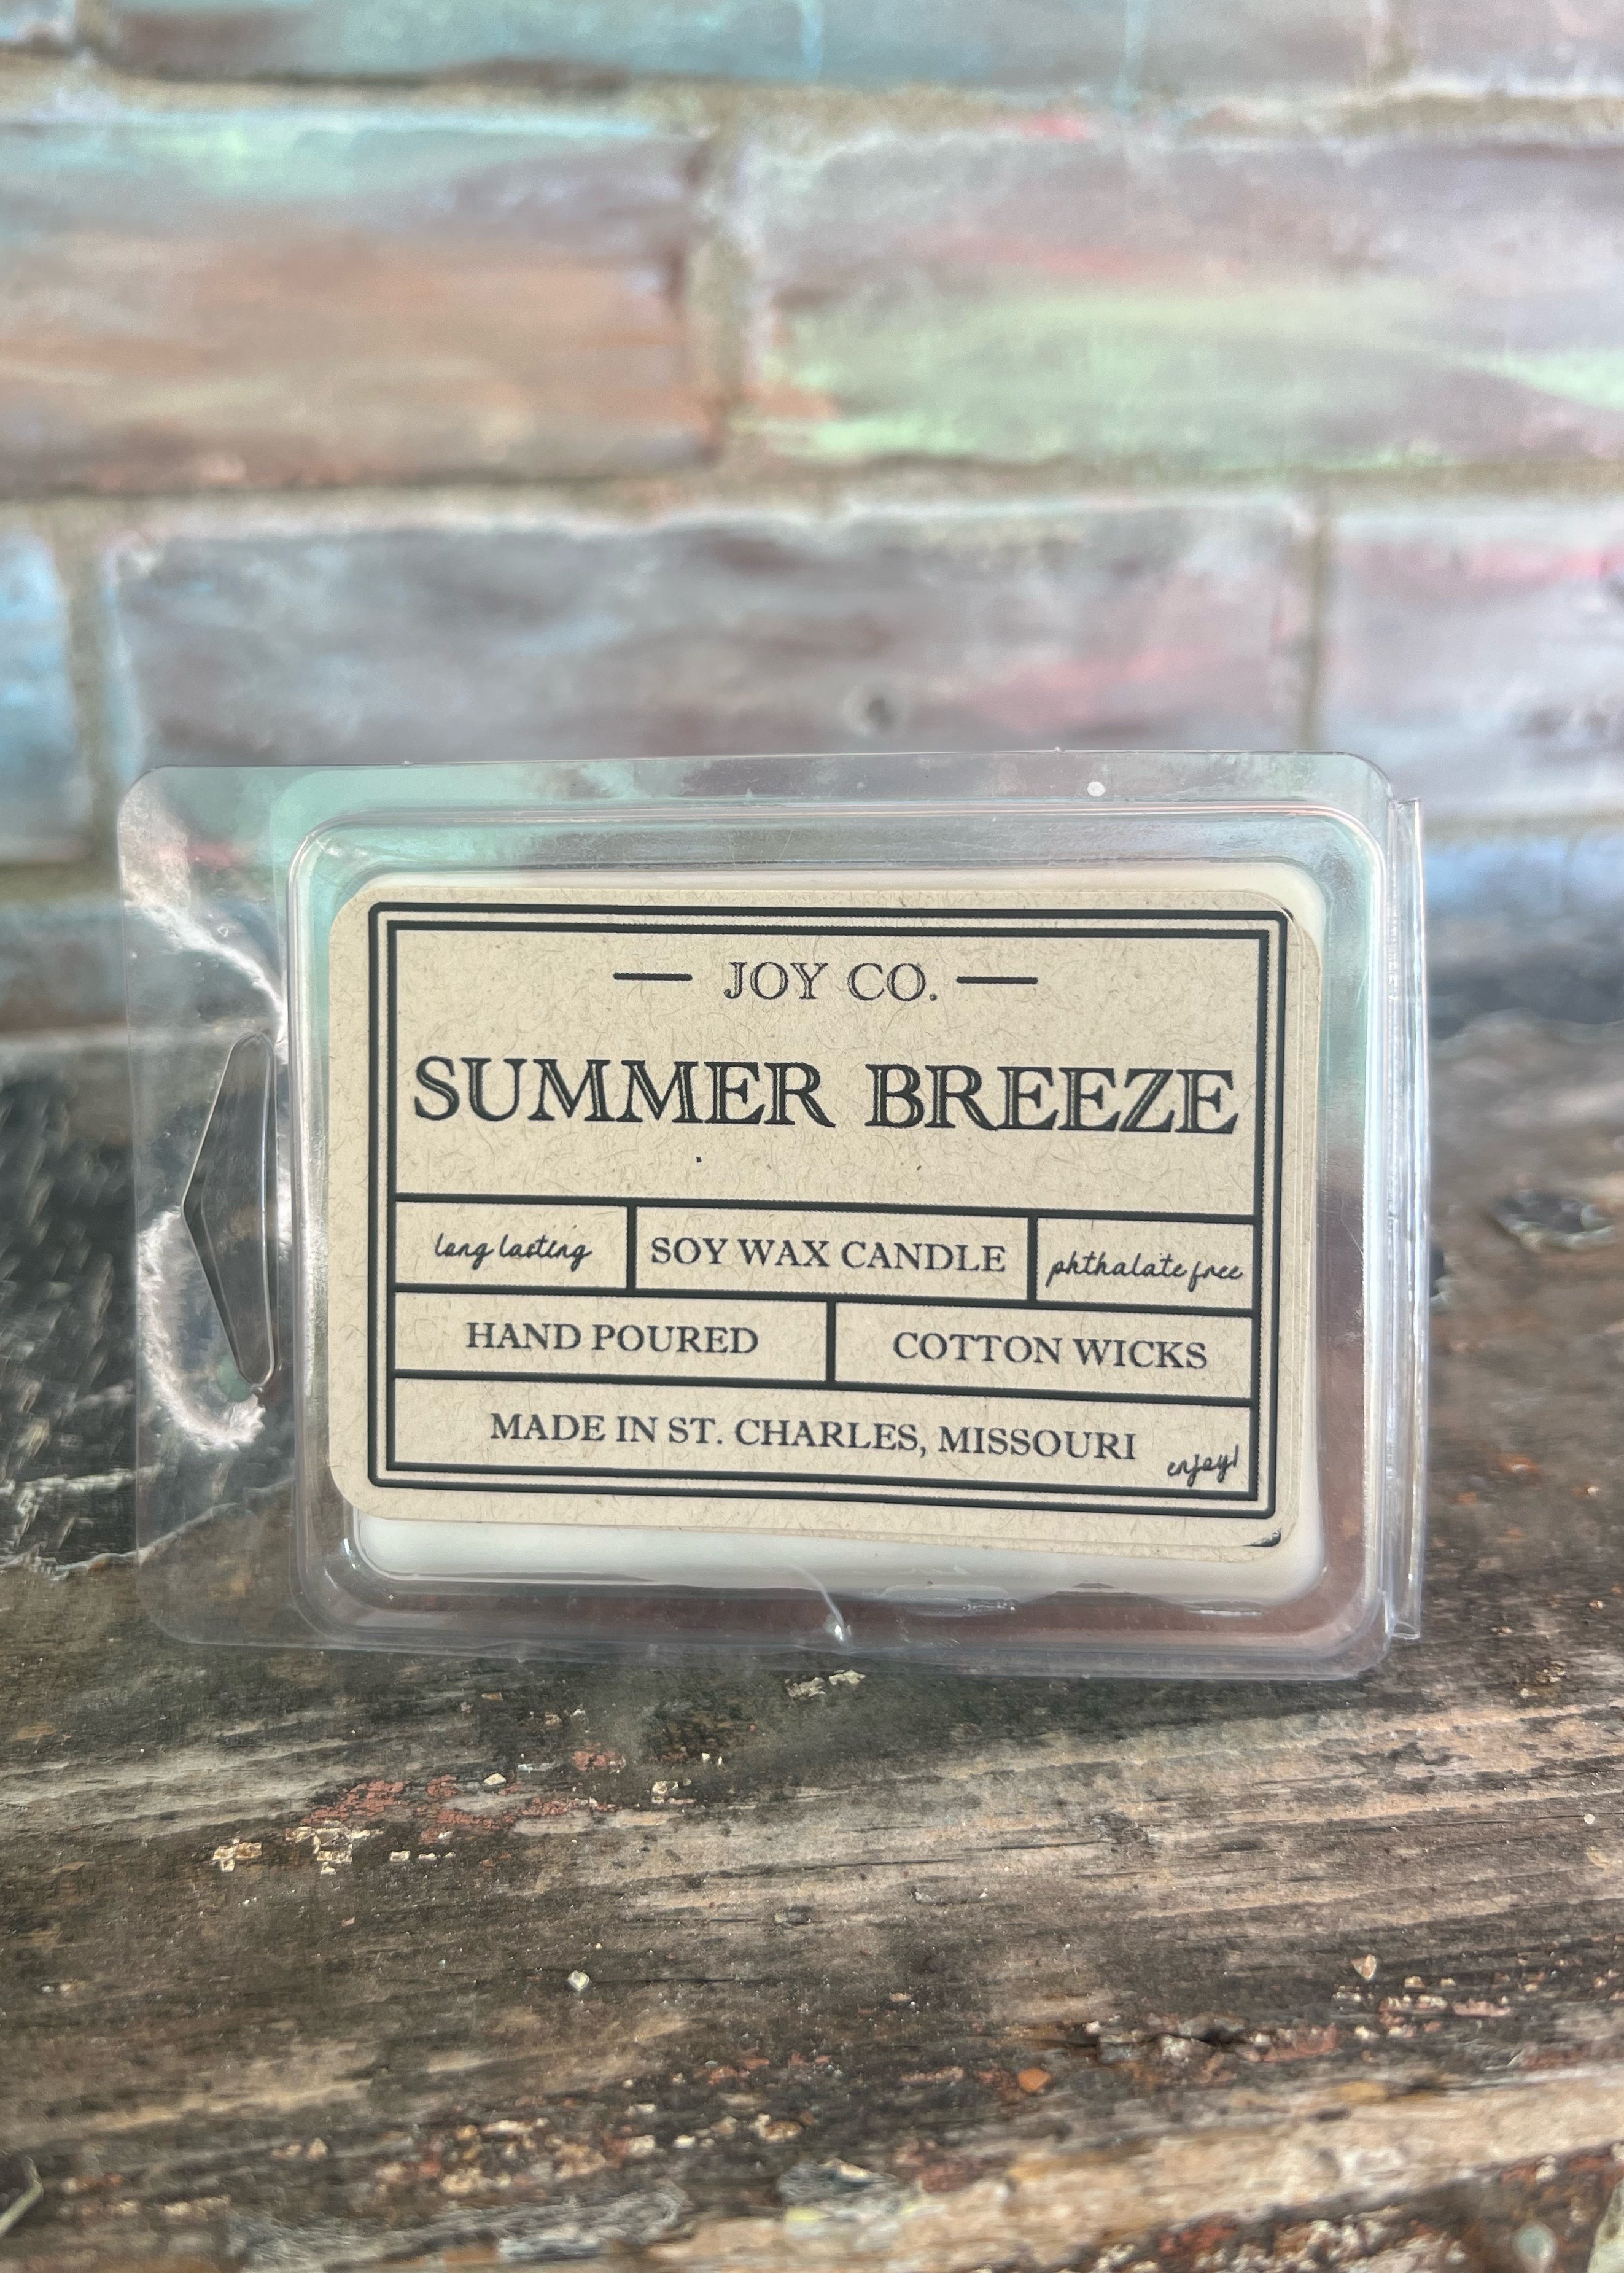 JOY CO.
SUMMER BREEZE
long lasting
SOY WAX CANDLE
phthalate free
HAND POURED
COTTON WICKS
MADE IN ST. CHARLES, MISSOURI
enjoy!